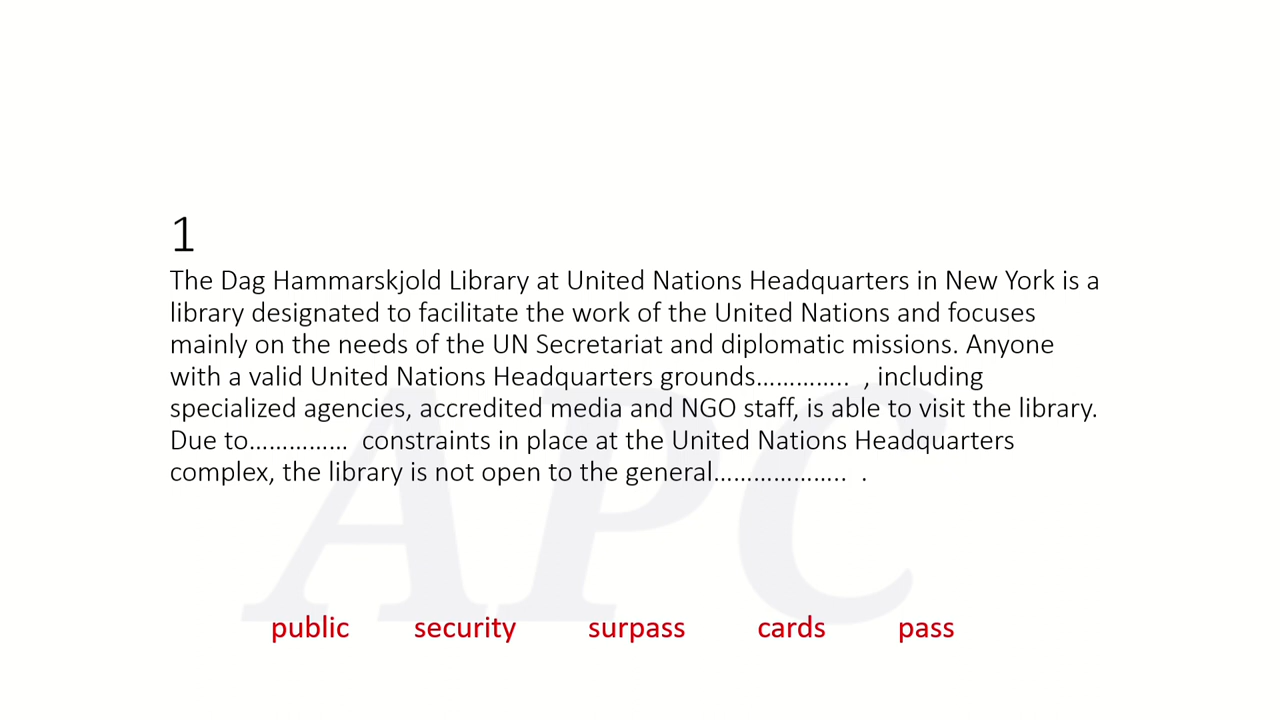 1
The Dag Hammarskjold Library at United Nations Headquarters in New York is a
library designated to facilitate the work of the United Nations and focuses
mainly on the needs of the UN Secretariat and diplomatic missions. Anyone
with a valid United Nations Headquarters grounds………….. , including
specialized agencies, accredited media and NGO staff, is able to visit the library.
Due to…………… constraints in place at the United Nations Headquarters
complex, the library is not open to the general……………….. .
APC
public security surpass cards pass